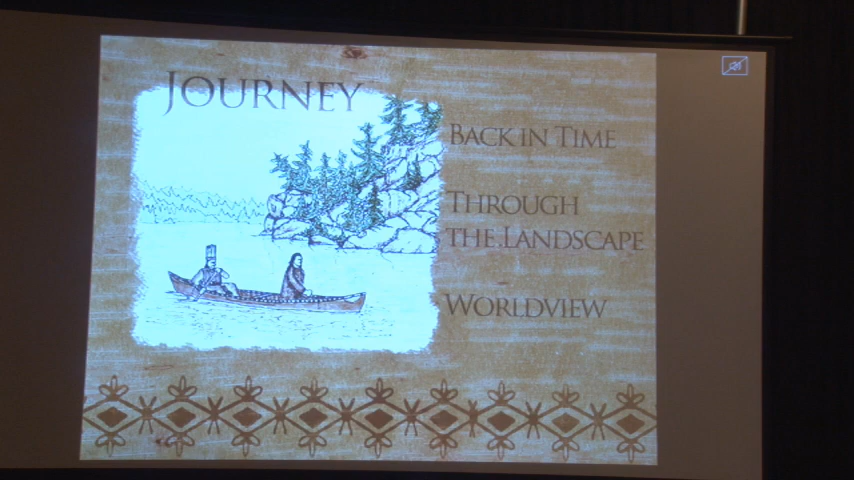 JOURNEY
BACK IN TIME
THROUGH
THE LANDSCAPE
WORLDVIEW